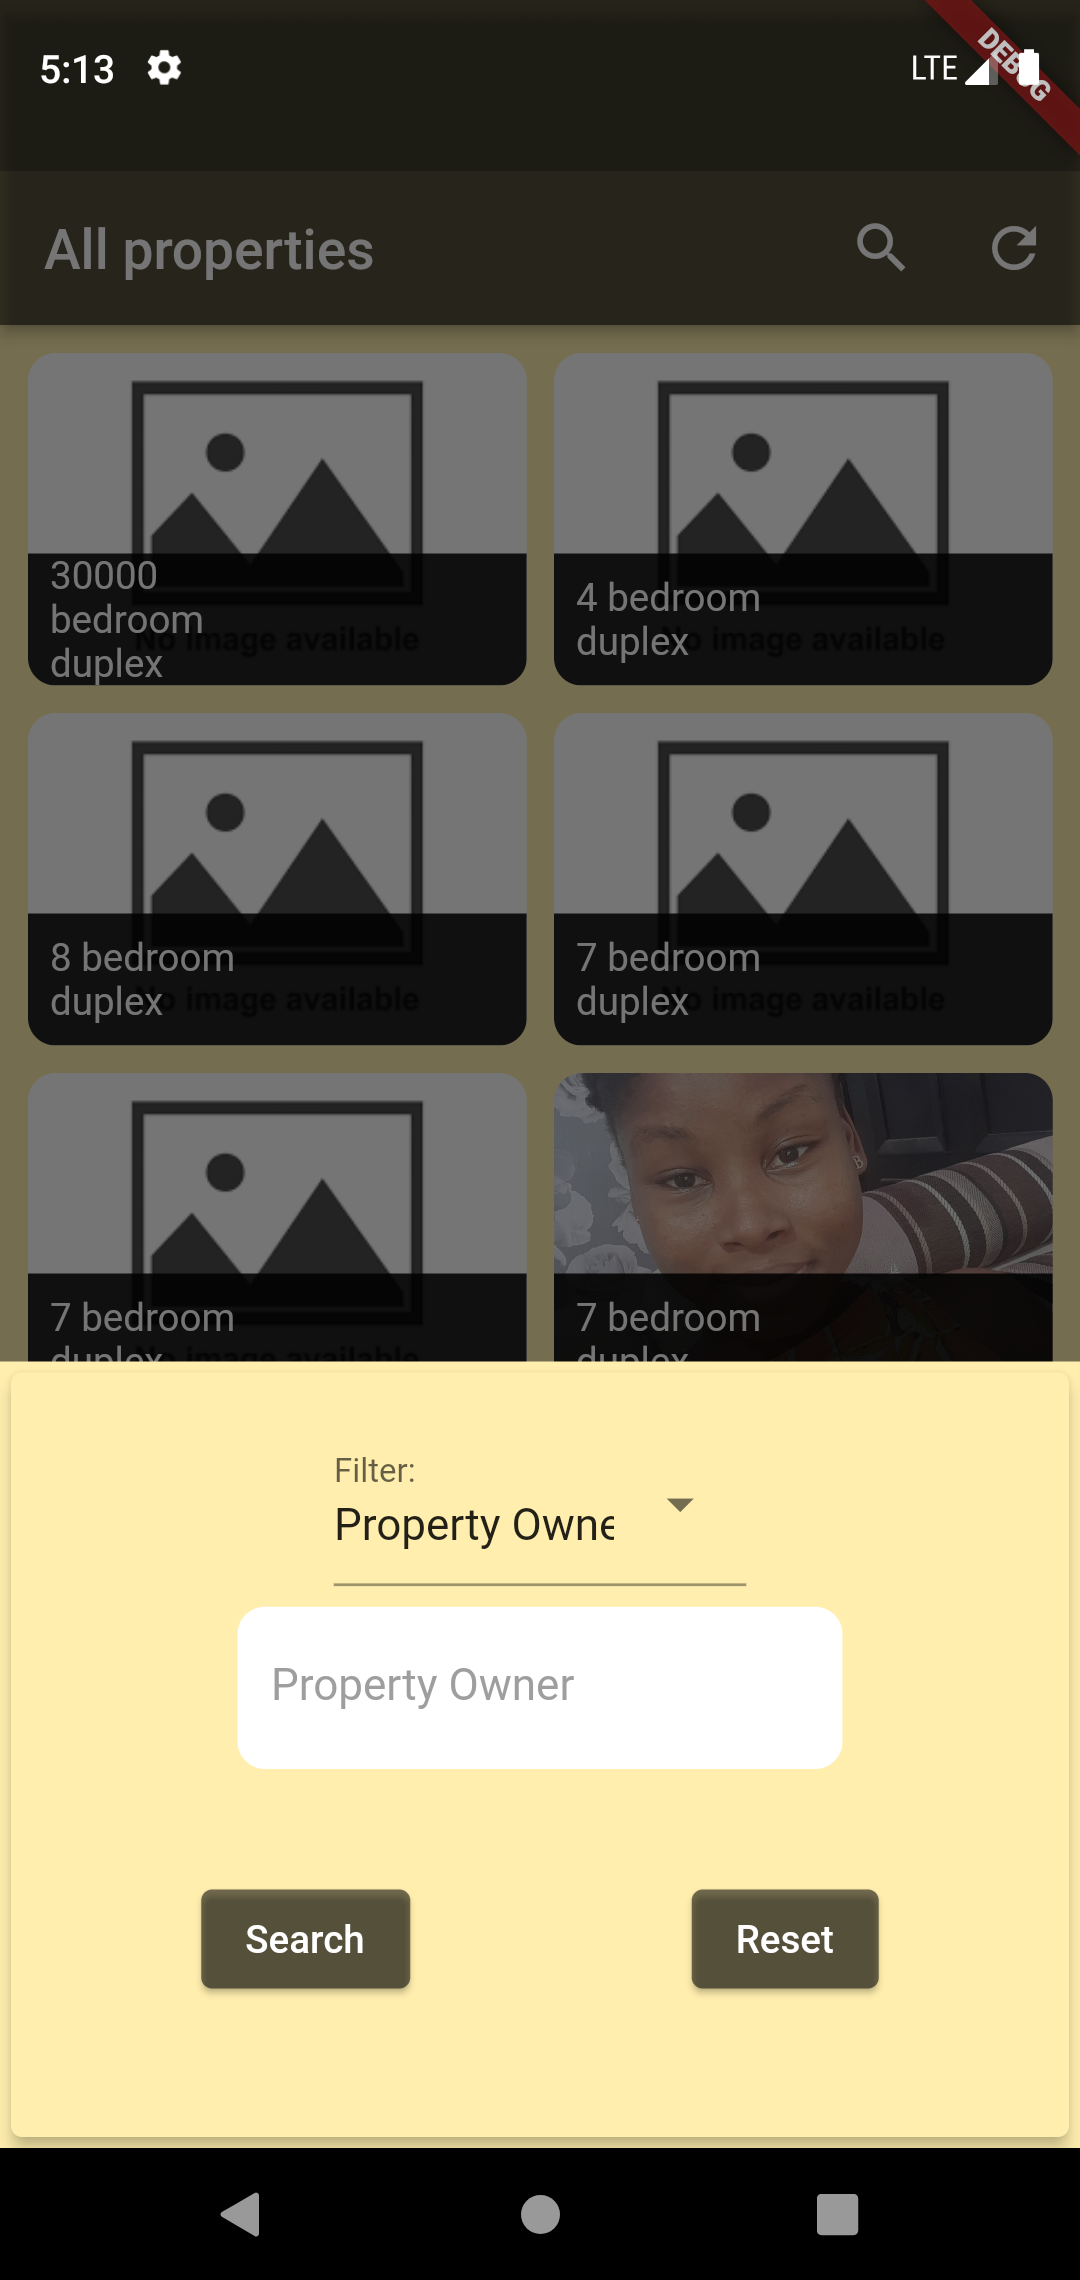 5:13 LTE DEBUG
All properties
30000
bedroom
duplex
No image available
4 bedroom
duplex
No image available
8 bedroom
duplex
No image available
7 bedroom
duplex
No image available
7 bedroom
duplex
No image available
7 bedroom
duplex
Filter:
Property Owne
Property Owner
Search
Reset